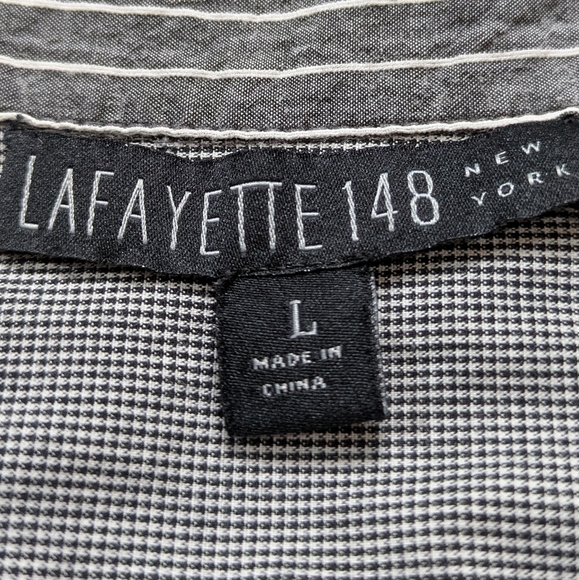 LAFAYETTE 148 NEW YORK
L
MADE IN
CHINA